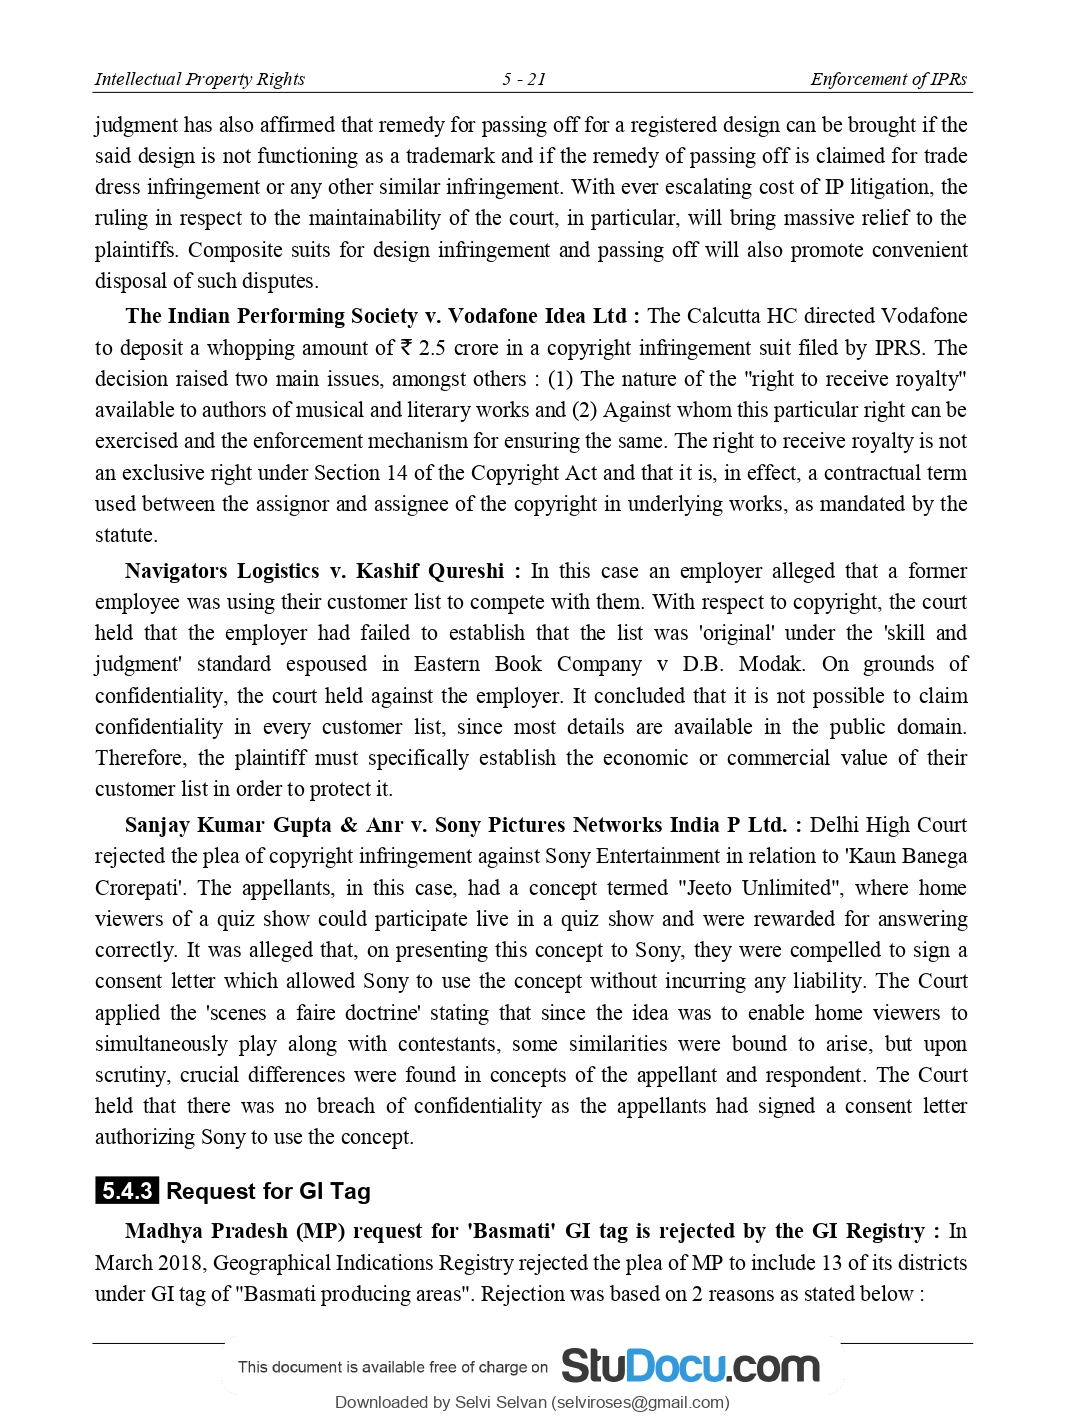 Intellectual Property Rights 5 - 21 Enforcement of IPRs
judgment has also affirmed that remedy for passing off for a registered design can be brought if the
said design is not functioning as a trademark and if the remedy of passing off is claimed for trade
dress infringement or any other similar infringement. With ever escalating cost of IP litigation, the
ruling in respect to the maintainability of the court, in particular, will bring massive relief to the
plaintiffs. Composite suits for design infringement and passing off will also promote convenient
disposal of such disputes.
The Indian Performing Society v. Vodafone Idea Ltd : The Calcutta HC directed Vodafone
to deposit a whopping amount of ₹ 2.5 crore in a copyright infringement suit filed by IPRS. The
decision raised two main issues, amongst others : (1) The nature of the "right to receive royalty"
available to authors of musical and literary works and (2) Against whom this particular right can be
exercised and the enforcement mechanism for ensuring the same. The right to receive royalty is not
an exclusive right under Section 14 of the Copyright Act and that it is, in effect, a contractual term
used between the assignor and assignee of the copyright in underlying works, as mandated by the
statute.
Navigators Logistics v. Kashif Qureshi : In this case an employer alleged that a former
employee was using their customer list to compete with them. With respect to copyright, the court
held that the employer had failed to establish that the list was 'original' under the 'skill and
judgment' standard espoused in Eastern Book Company v D.B. Modak. On grounds of
confidentiality, the court held against the employer. It concluded that it is not possible to claim
confidentiality in every customer list, since most details are available in the public domain.
Therefore, the plaintiff must specifically establish the economic or commercial value of their
customer list in order to protect it.
Sanjay Kumar Gupta & Anr v. Sony Pictures Networks India P Ltd. : Delhi High Court
rejected the plea of copyright infringement against Sony Entertainment in relation to 'Kaun Banega
Crorepati'. The appellants, in this case, had a concept termed "Jeeto Unlimited", where home
viewers of a quiz show could participate live in a quiz show and were rewarded for answering
correctly. It was alleged that, on presenting this concept to Sony, they were compelled to sign a
consent letter which allowed Sony to use the concept without incurring any liability. The Court
applied the 'scenes a faire doctrine' stating that since the idea was to enable home viewers to
simultaneously play along with contestants, some similarities were bound to arise, but upon
scrutiny, crucial differences were found in concepts of the appellant and respondent. The Court
held that there was no breach of confidentiality as the appellants had signed a consent letter
authorizing Sony to use the concept.
5.4.3 Request for GI Tag
Madhya Pradesh (MP) request for 'Basmati' GI tag is rejected by the GI Registry : In
March 2018, Geographical Indications Registry rejected the plea of MP to include 13 of its districts
under GI tag of "Basmati producing areas". Rejection was based on 2 reasons as stated below :
This document is available free of charge on StuDocu.com
Downloaded by Selvi Selvan (selviroses@gmail.com)